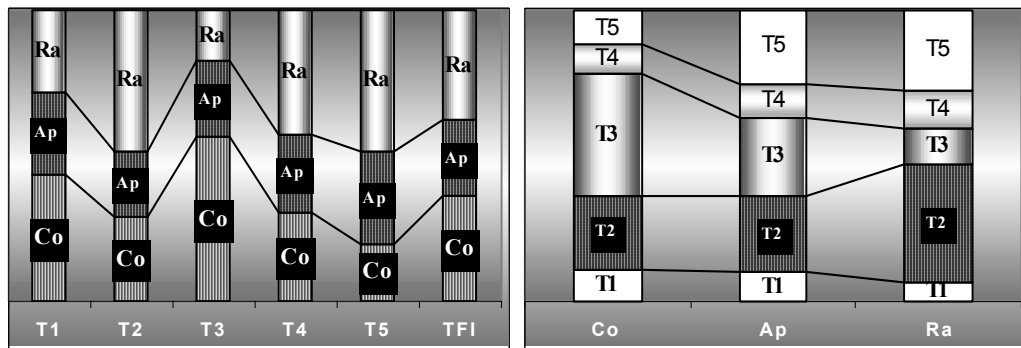 Ra Ra Ra Ra Ra Ra
Ap Ap Ap Ap Ap Ap
Co Co Co Co Co Co
T1 T2 T3 T4 T5 TFI
T5 T5 T5
T4 T4 T4
T3 T3 T3
T2 T2 T2
T1 T1 T1
Co Ap Ra